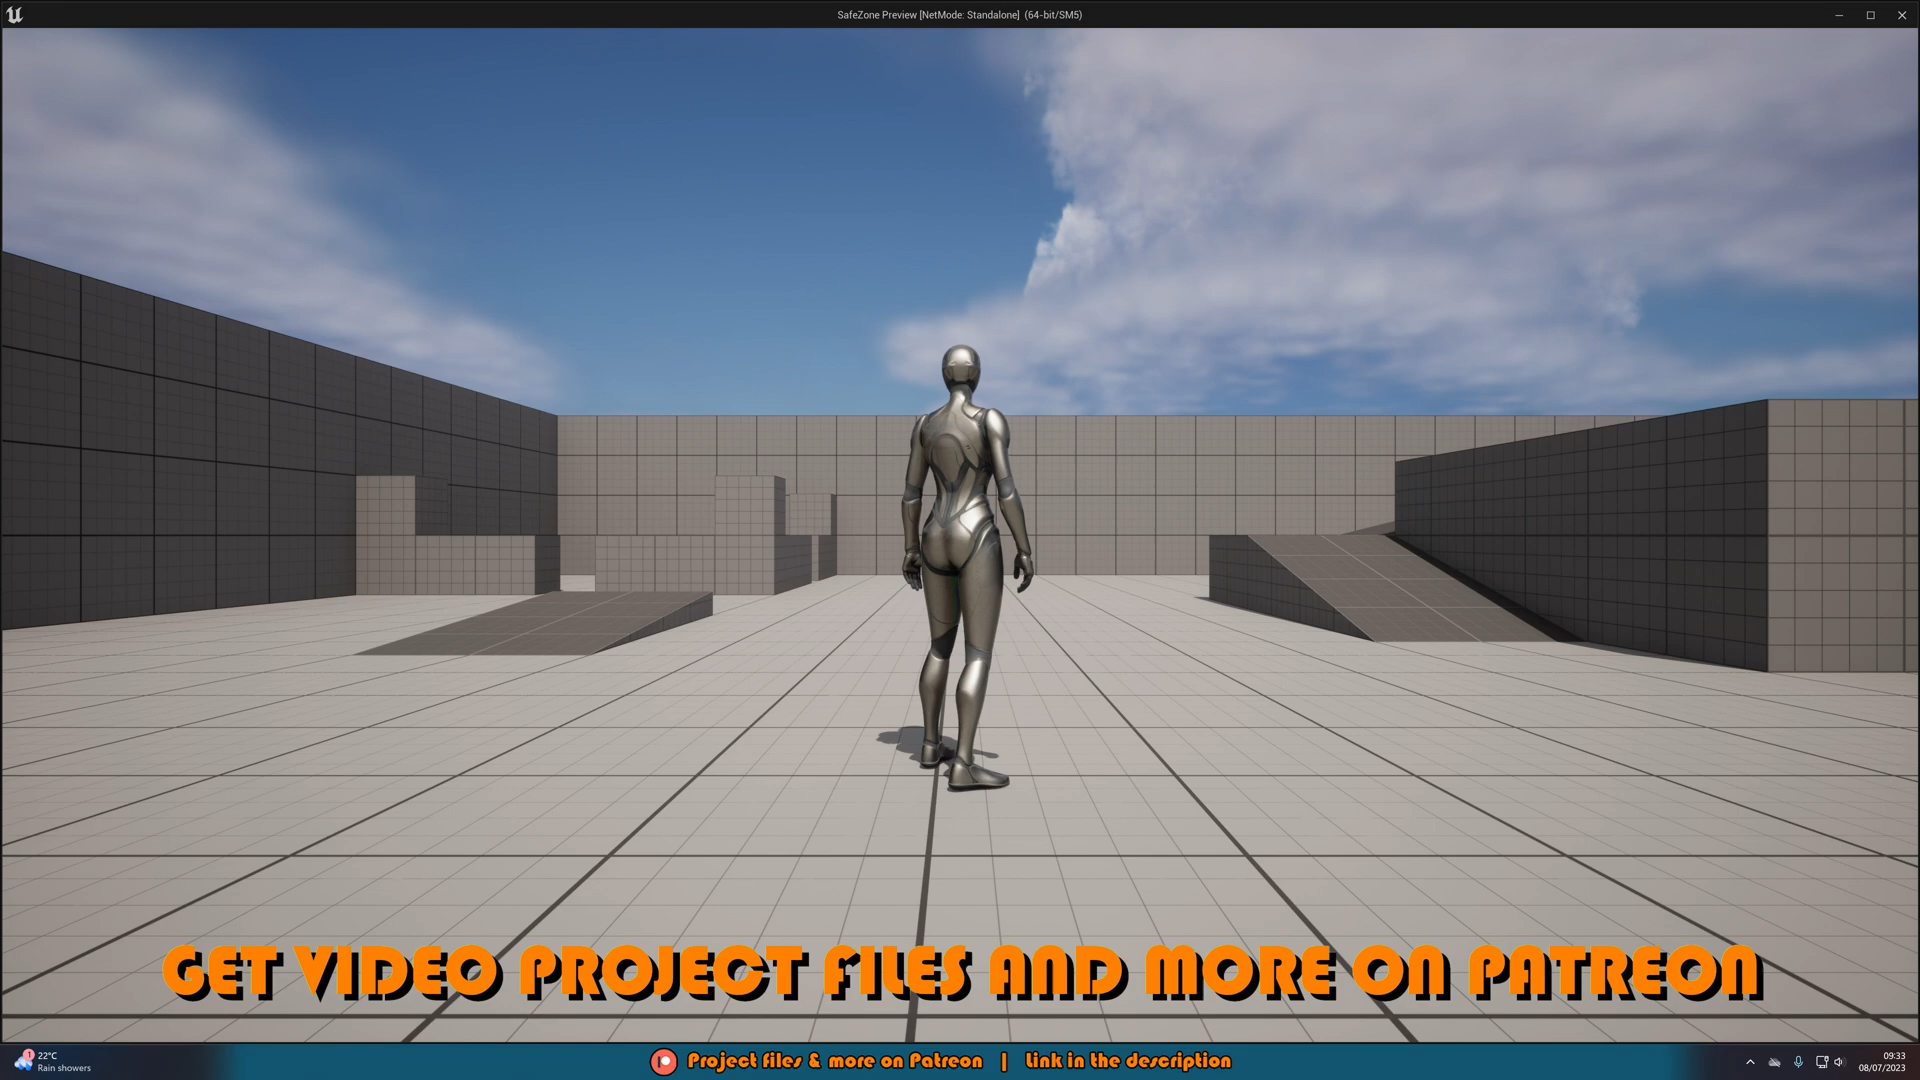 SafeZone Preview [NetMode: Standalone] (64-bit/SM5)
GET VIDEO PROJECT FILES AND MORE ON PATREON
1
22°C
Rain showers
Project files & more on Patreon | Link in the description
09:33
08/07/2023